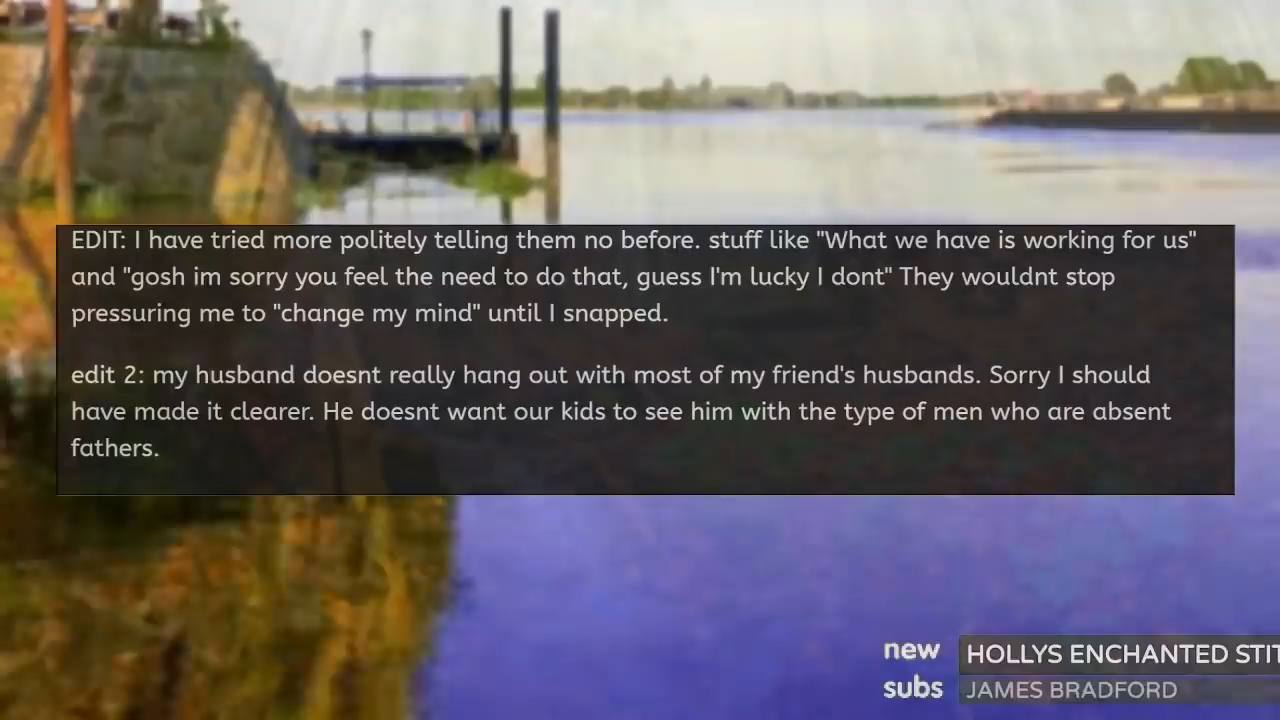 EDIT: I have tried more politely telling them no before. stuff like "What we have is working for us"
and "gosh im sorry you feel the need to do that, guess I'm lucky I dont" They wouldnt stop
pressuring me to "change my mind" until I snapped.
edit 2: my husband doesnt really hang out with most of my friend's husbands. Sorry I should
have made it clearer. He doesnt want our kids to see him with the type of men who are absent
fathers.
new
HOLLYS ENCHANTED STIT
subs
JAMES BRADFORD